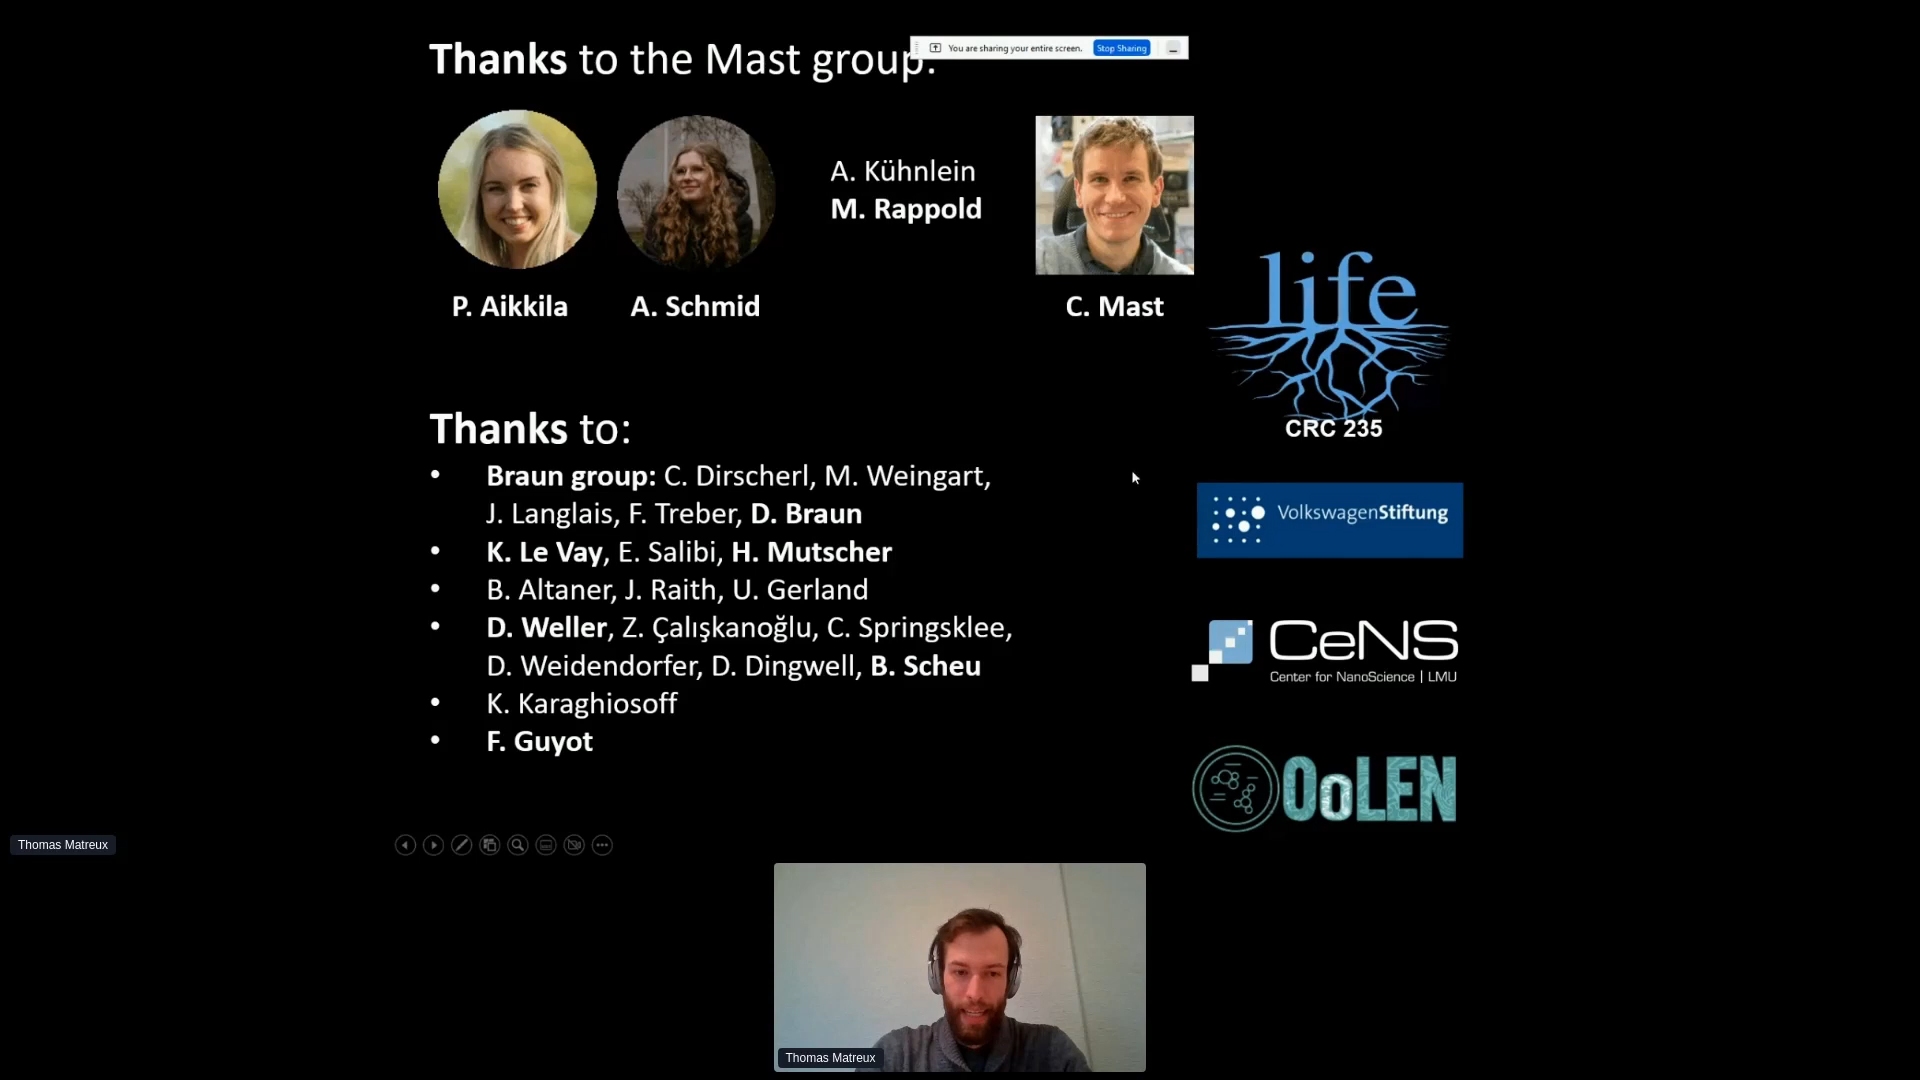 Thanks to the Mast group:
You are sharing your entire screen. Stop Sharing
A. Kühnlein
M. Rappold
P. Aikkila
A. Schmid
C. Mast
life
CRC 235
Thanks to:
• Braun group: C. Dirscherl, M. Weingart,
J. Langlais, F. Treber, D. Braun
• K. Le Vay, E. Salibi, H. Mutscher
• B. Altaner, J. Raith, U. Gerland
• D. Weller, Z. Çalışkanoğlu, C. Springsklee,
D. Weidendorfer, D. Dingwell, B. Scheu
• K. Karaghiosoff
• F. Guyot
VolkswagenStiftung
CeNS
Center for NanoScience | LMU
OoLEN
Thomas Matreux
Thomas Matreux